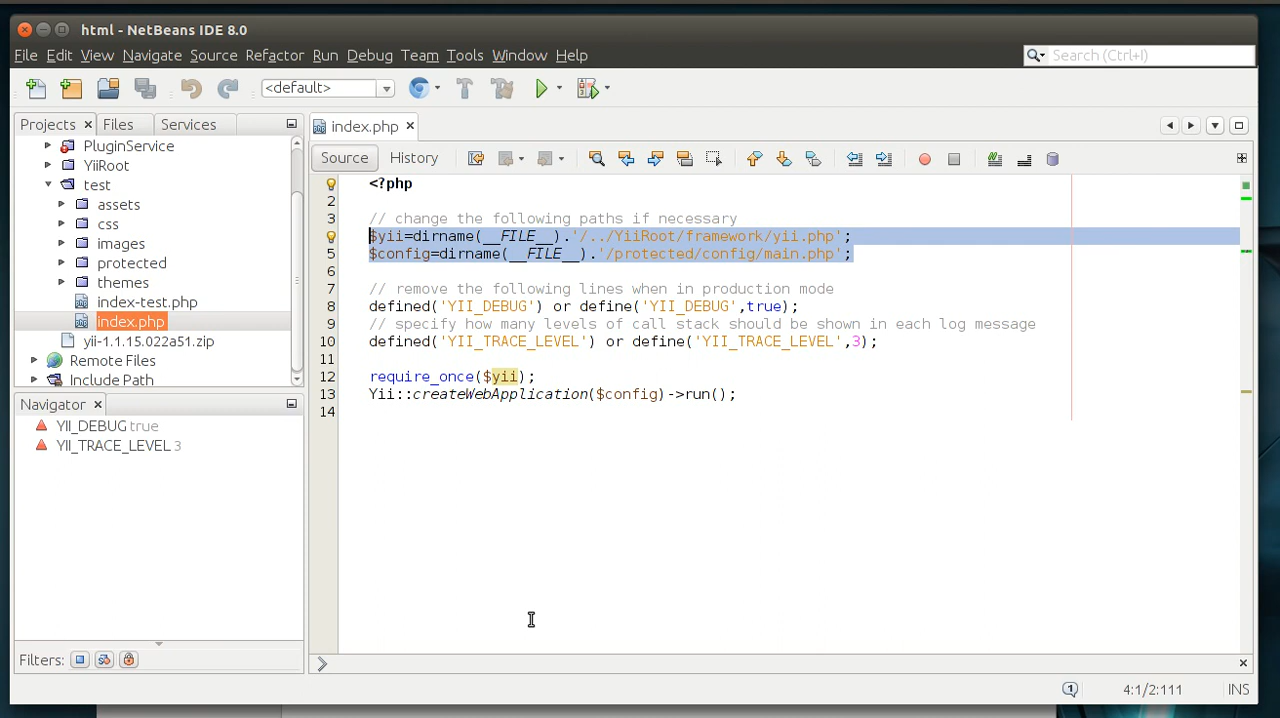 html - NetBeans IDE 8.0
File Edit View Navigate Source Refactor Run Debug Team Tools Window Help
Search (Ctrl+I)
<default>
Projects Files Services
PluginService
YiiRoot
test
assets
css
images
protected
themes
index-test.php
index.php
yii-1.1.15.022a51.zip
Remote Files
Include Path
Navigator
YII_DEBUG true
YII_TRACE_LEVEL 3
Filters:
index.php
Source History
1 <?php
2
3 // change the following paths if necessary
$yii=dirname(__FILE__).'/../YiiRoot/framework/yii.php';
5 $config=dirname(__FILE__).'/protected/config/main.php';
6
7 // remove the following lines when in production mode
8 defined('YII_DEBUG') or define('YII_DEBUG',true);
9 // specify how many levels of call stack should be shown in each log message
10 defined('YII_TRACE_LEVEL') or define('YII_TRACE_LEVEL',3);
11
12 require_once($yii);
13 Yii::createWebApplication($config)->run();
14
1 4:1/2:111 INS